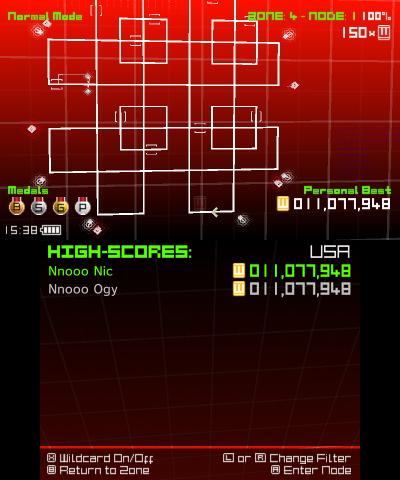 Normal Mode
ZONE 4 - NODE: 1 100%
150x
Medals
B S G P
Personal Best
011,077,948
15:38
HIGH-SCORES: USA
Nnooo Nic 011,077,948
Nnooo Ogy 011,077,948
X Wildcard On/Off
L or R Change Filter
B Return to Zone
A Enter Node